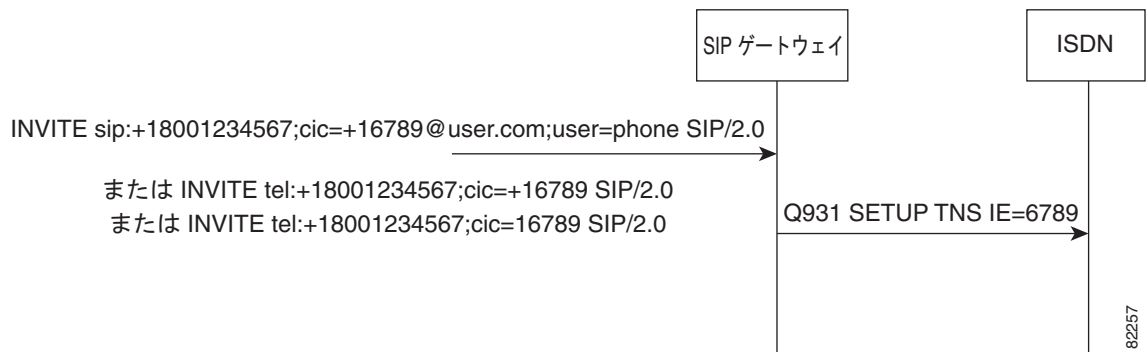 SIP ゲートウェイ
ISDN
INVITE sip:+18001234567;cic=+16789@user.com;user=phone SIP/2.0
または INVITE tel:+18001234567;cic=+16789 SIP/2.0
または INVITE tel:+18001234567;cic=16789 SIP/2.0
Q931 SETUP TNS IE=6789
82257